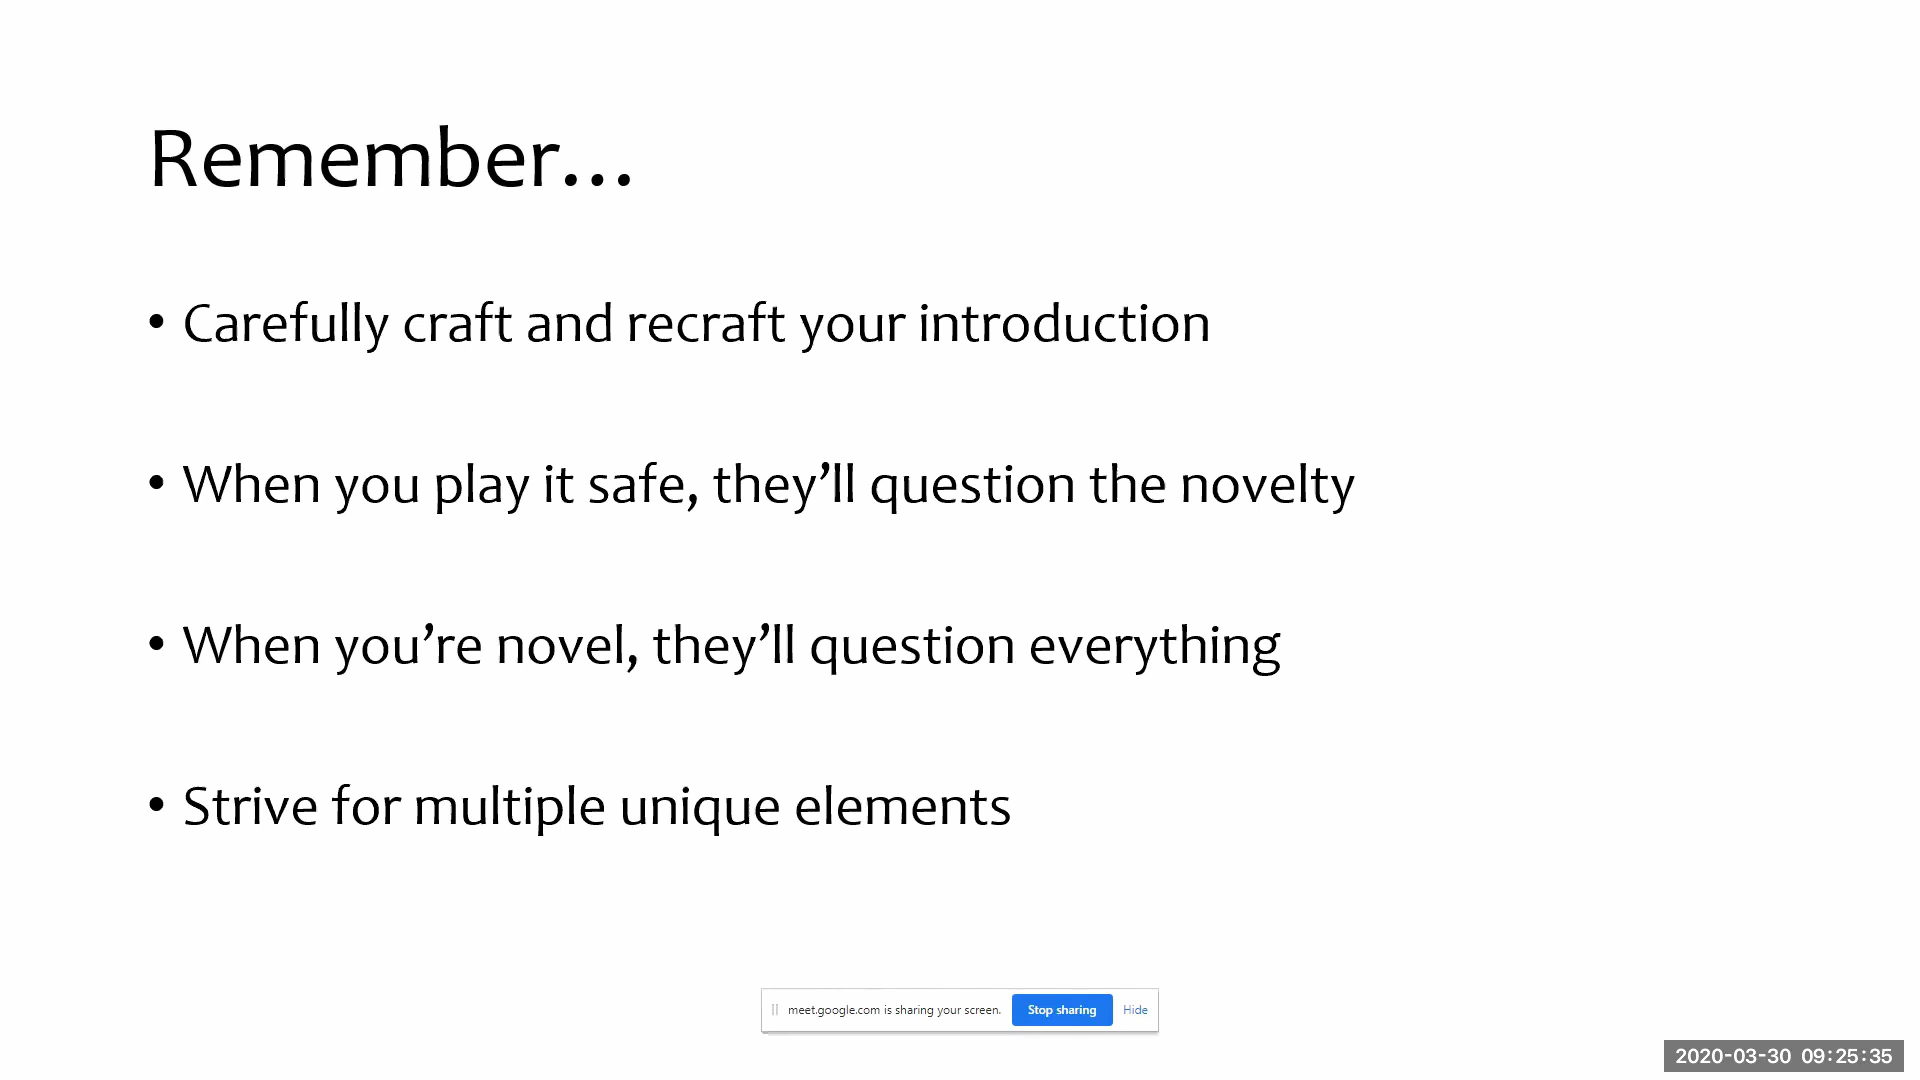 Remember...
• Carefully craft and recraft your introduction
• When you play it safe, they’ll question the novelty
• When you’re novel, they’ll question everything
• Strive for multiple unique elements
meet.google.com is sharing your screen. Stop sharing Hide
2020-03-30 09:25:35